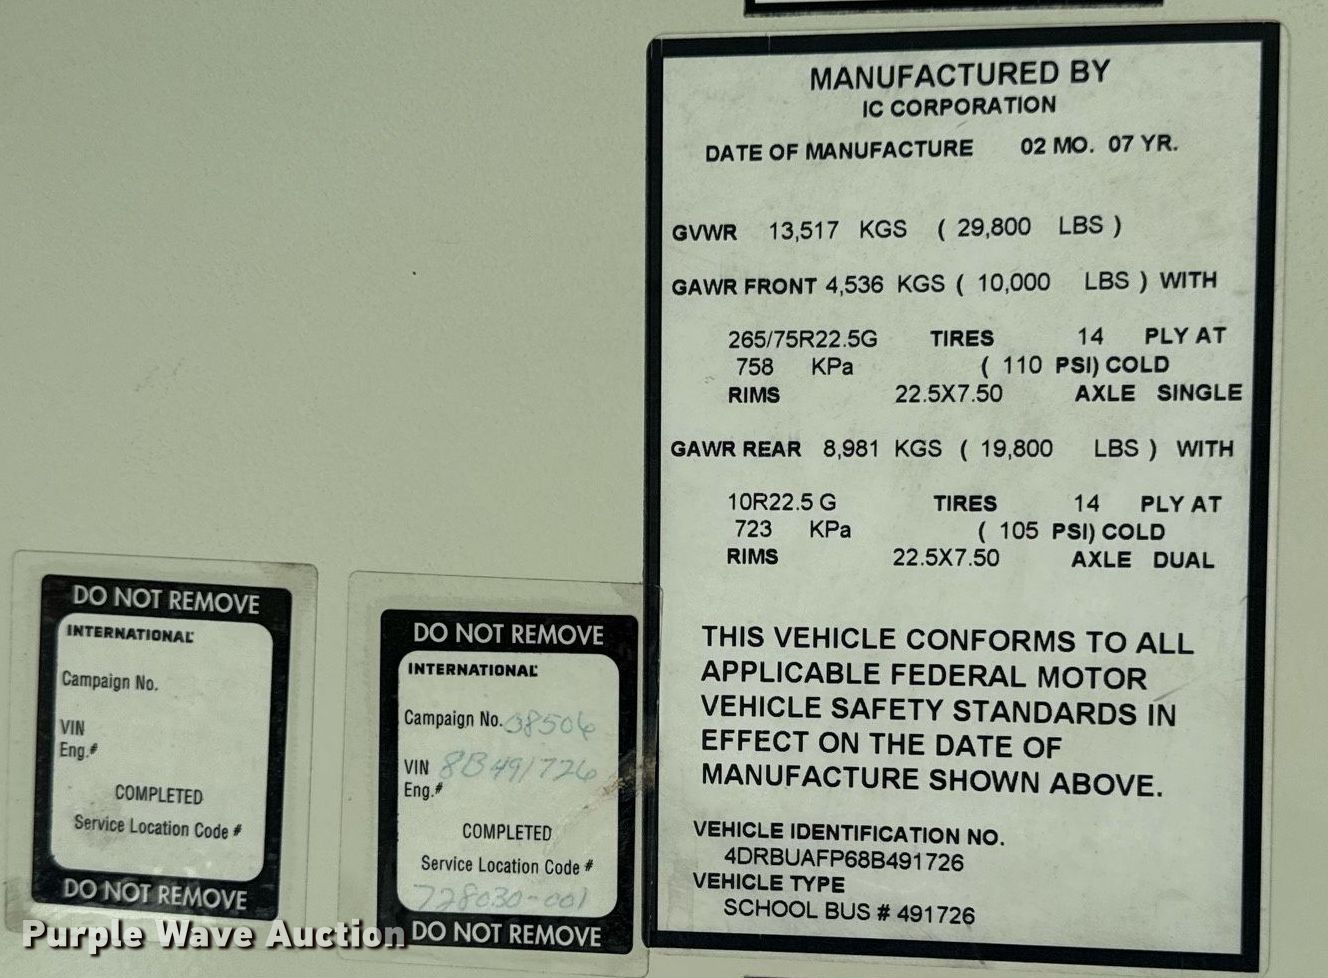 MANUFACTURED BY
IC CORPORATION
DATE OF MANUFACTURE 02 MO. 07 YR.
GVWR 13,517 KGS ( 29,800 LBS )
GAWR FRONT 4,536 KGS ( 10,000 LBS ) WITH
265/75R22.5G TIRES 14 PLY AT
758 KPa ( 110 PSI) COLD
RIMS 22.5X7.50 AXLE SINGLE
GAWR REAR 8,981 KGS ( 19,800 LBS ) WITH
10R22.5 G TIRES 14 PLY AT
723 KPa ( 105 PSI) COLD
RIMS 22.5X7.50 AXLE DUAL
THIS VEHICLE CONFORMS TO ALL
APPLICABLE FEDERAL MOTOR
VEHICLE SAFETY STANDARDS IN
EFFECT ON THE DATE OF
MANUFACTURE SHOWN ABOVE.
VEHICLE IDENTIFICATION NO.
4DRBUAFP68B491726
VEHICLE TYPE
SCHOOL BUS # 491726
DO NOT REMOVE
INTERNATIONAL
Campaign No.
VIN
Eng.#
COMPLETED
Service Location Code #
DO NOT REMOVE
DO NOT REMOVE
INTERNATIONAL
Campaign No. 08506
VIN 8B491726
Eng.#
COMPLETED
Service Location Code #
728030-001
DO NOT REMOVE
Purple Wave Auction